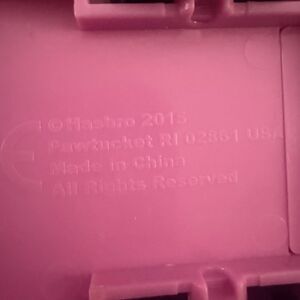 ©Hasbro 2015
Pawtucket RI 02861 USA
Made in China
All Rights Reserved